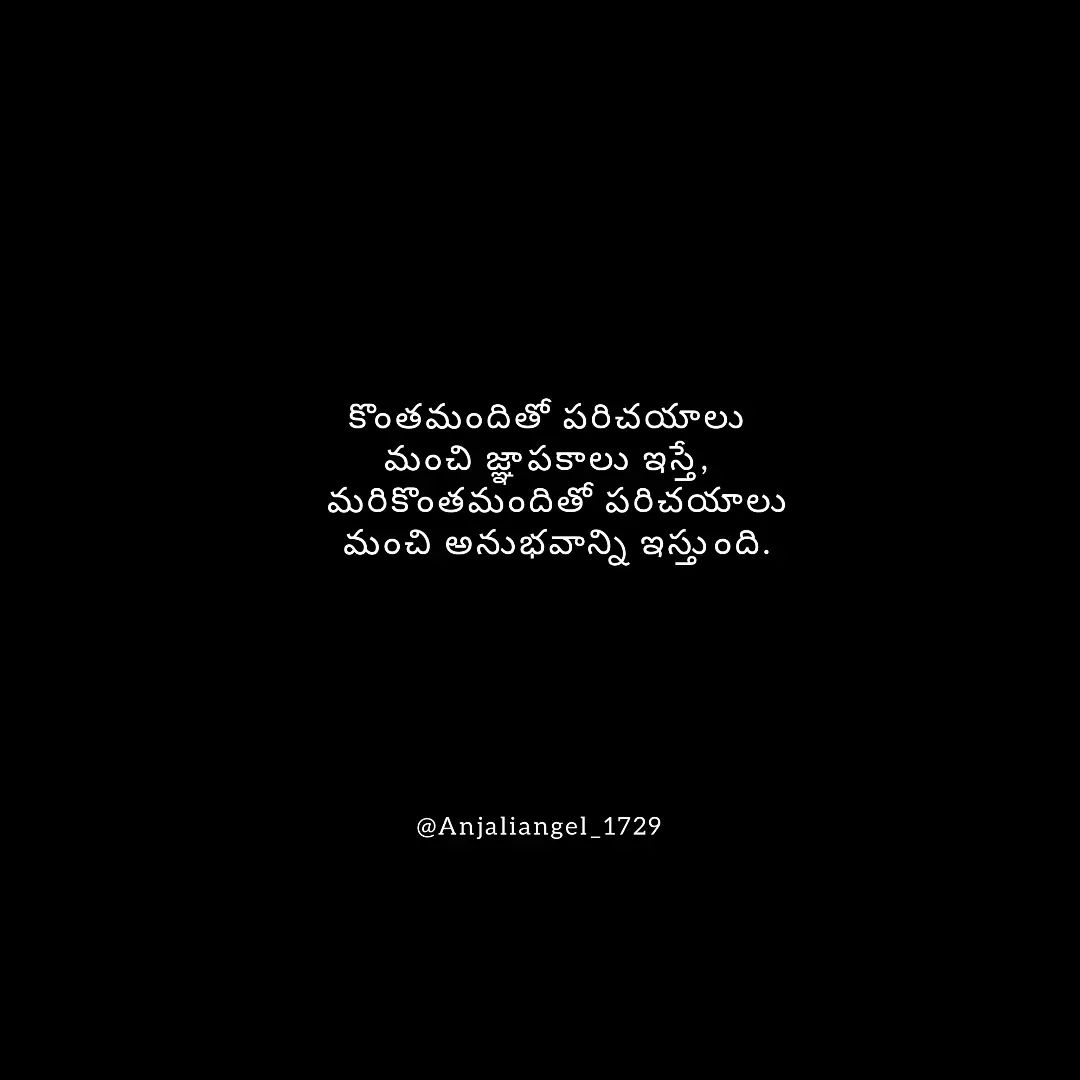 కొంతమందితో పరిచయాలు
మంచి జ్ఞాపకాలు ఇస్తే,
మరికొంతమందితో పరిచయాలు
మంచి అనుభవాన్ని ఇస్తుంది.
@Anjaliangel_1729